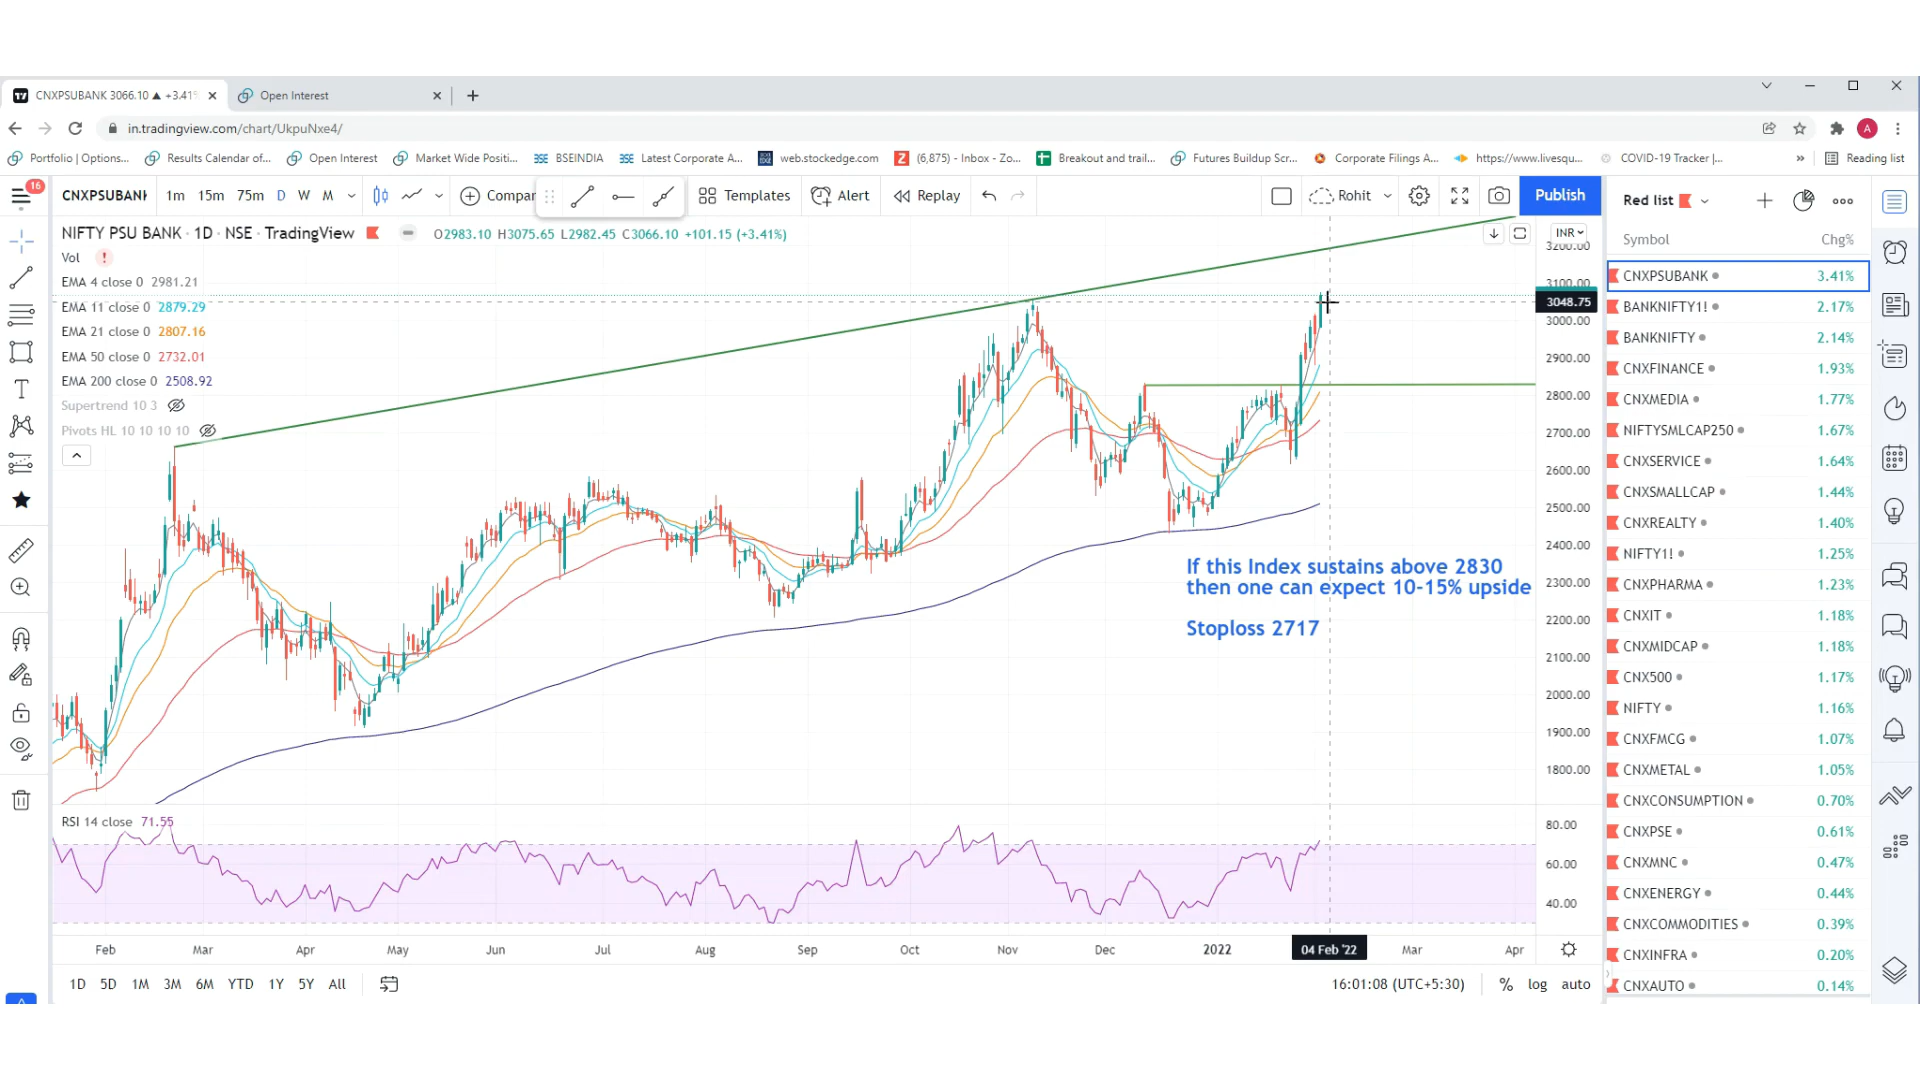 CNXPSUBANK 3066.10 ▲ +3.41%
Open Interest
in.tradingview.com/chart/UkpuNxe4/
A
Portfolio | Options...
Results Calendar of...
Open Interest
Market Wide Positi...
BSEINDIA
Latest Corporate A...
web.stockedge.com
(6,875) - Inbox - Zo...
Breakout and trail...
Futures Buildup Scr...
Corporate Filings A...
https://www.livesqu...
COVID-19 Tracker |...
»
Reading list
16
CNXPSUBANK
1m 15m 75m D W M
Compar
Templates
Alert
Replay
Rohit
Publish
Red list
NIFTY PSU BANK · 1D · NSE · TradingView
O2983.10 H3075.65 L2982.45 C3066.10 +101.15 (+3.41%)
INR
Symbol Chg%
Vol !
EMA 4 close 0 2981.21
EMA 11 close 0 2879.29
EMA 21 close 0 2807.16
EMA 50 close 0 2732.01
EMA 200 close 0 2508.92
Supertrend 10 3
Pivots HL 10 10 10 10
3200.00
3100.00
3048.75
3000.00
2900.00
2800.00
2700.00
2600.00
2500.00
2400.00
2300.00
2200.00
2100.00
2000.00
1900.00
1800.00
If this Index sustains above 2830
then one can expect 10-15% upside
Stoploss 2717
RSI 14 close 71.55
80.00
60.00
40.00
Feb Mar Apr May Jun Jul Aug Sep Oct Nov Dec 2022 04 Feb '22 Mar Apr
1D 5D 1M 3M 6M YTD 1Y 5Y All
16:01:08 (UTC+5:30) % log auto
CNXPSUBANK 3.41%
BANKNIFTY1! 2.17%
BANKNIFTY 2.14%
CNXFINANCE 1.93%
CNXMEDIA 1.77%
NIFTYSMLCAP250 1.67%
CNXSERVICE 1.64%
CNXSMALLCAP 1.44%
CNXREALTY 1.40%
NIFTY1! 1.25%
CNXPHARMA 1.23%
CNXIT 1.18%
CNXMIDCAP 1.18%
CNX500 1.17%
NIFTY 1.16%
CNXFMCG 1.07%
CNXMETAL 1.05%
CNXCONSUMPTION 0.70%
CNXPSE 0.61%
CNXMNC 0.47%
CNXENERGY 0.44%
CNXCOMMODITIES 0.39%
CNXINFRA 0.20%
CNXAUTO 0.14%